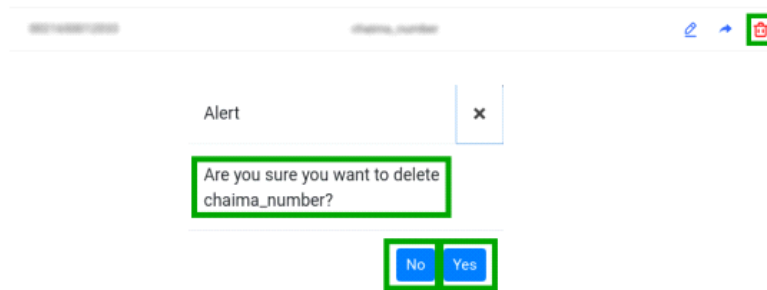 chaima_number
Alert
Are you sure you want to delete
chaima_number?
No Yes